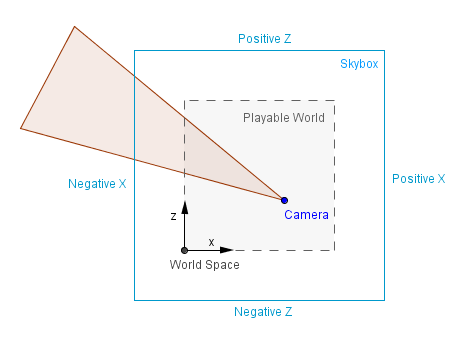 Positive Z
Skybox
Playable World
Negative X
Positive X
Camera
z
x
World Space
Negative Z